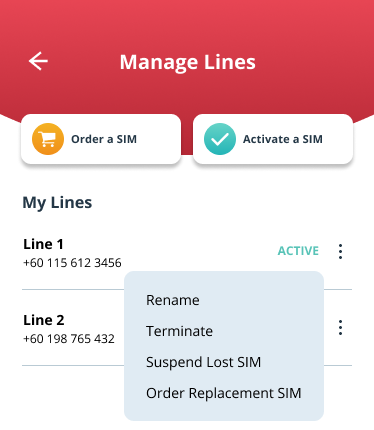 Manage Lines
Order a SIM
Activate a SIM
My Lines
Line 1
ACTIVE
+60 115 612 3456
Line 2
+60 198 765 432
Rename
Terminate
Suspend Lost SIM
Order Replacement SIM